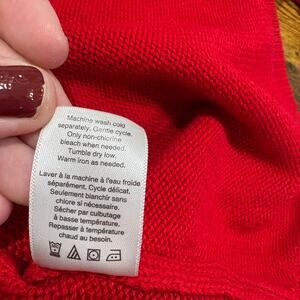 Machine wash cold
separately. Gentle cycle.
Only non-chlorine
bleach when needed.
Tumble dry low.
Warm iron as needed.
Laver à la machine à l'eau froide
séparément. Cycle délicat.
Seulement blanchir sans
chlore si nécessaire.
Sécher par culbutage
à basse température.
Repasser à température
chaud au besoin.